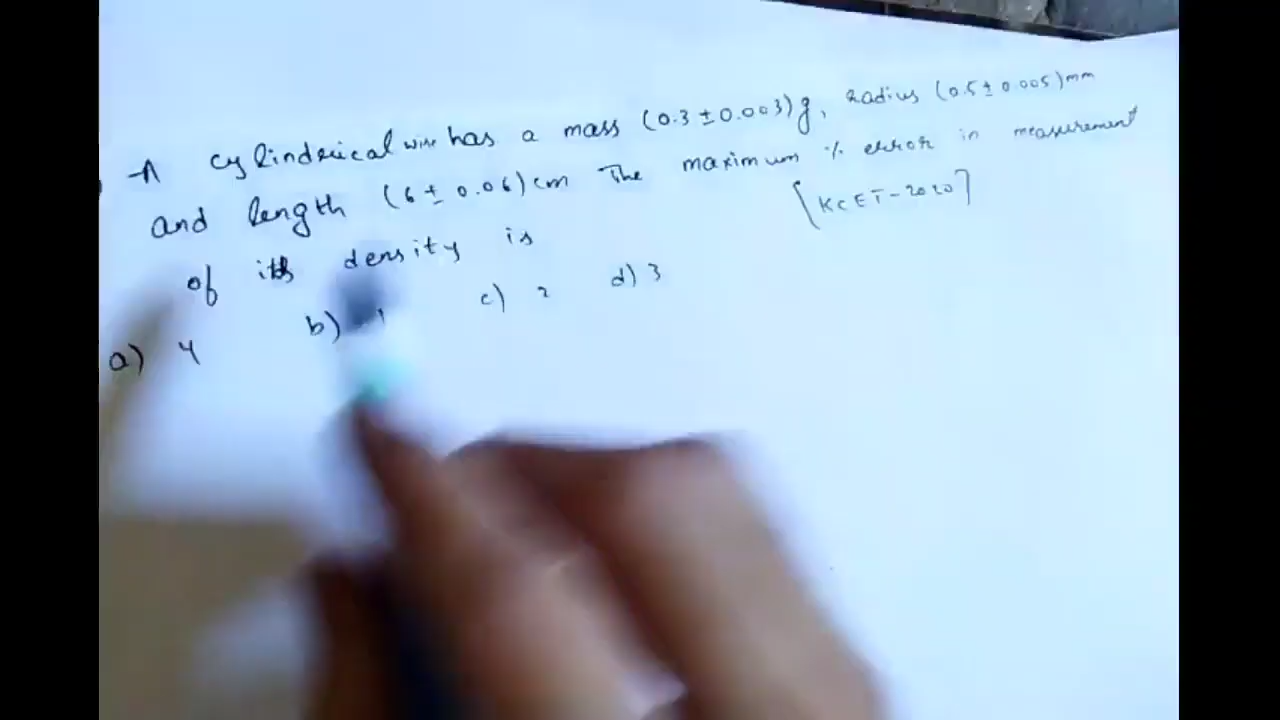 A cylindrical wire has a mass (0.3 ± 0.003)g, radius (0.5 ± 0.005)mm
and length (6 ± 0.06)cm The maximum % error in measurement
of its density is [KCET-2020]
a) 4 b) 1 c) 2 d) 3